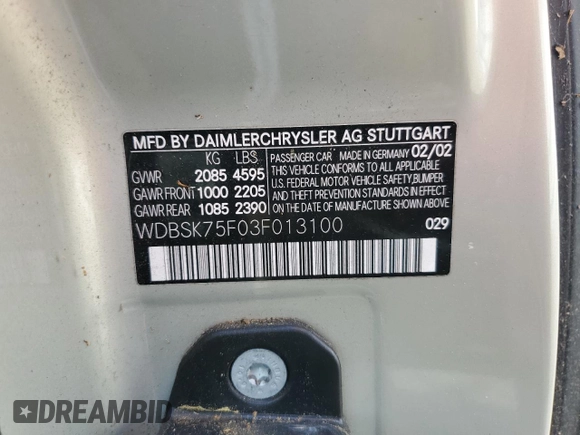 MFD BY DAIMLERCHRYSLER AG STUTTGART
KG LBS
GVWR 2085 4595
GAWR FRONT 1000 2205
GAWR REAR 1085 2390
PASSENGER CAR MADE IN GERMANY 02/02
THIS VEHICLE CONFORMS TO ALL APPLICABLE
U.S. FEDERAL MOTOR VEHICLE SAFETY, BUMPER
AND THEFT PREVENTION STANDARDS IN
EFFECT ON THE DATE OF
MANUFACTURE SHOWN ABOVE.
WDBSK75F03F013100 029
DREAMBID